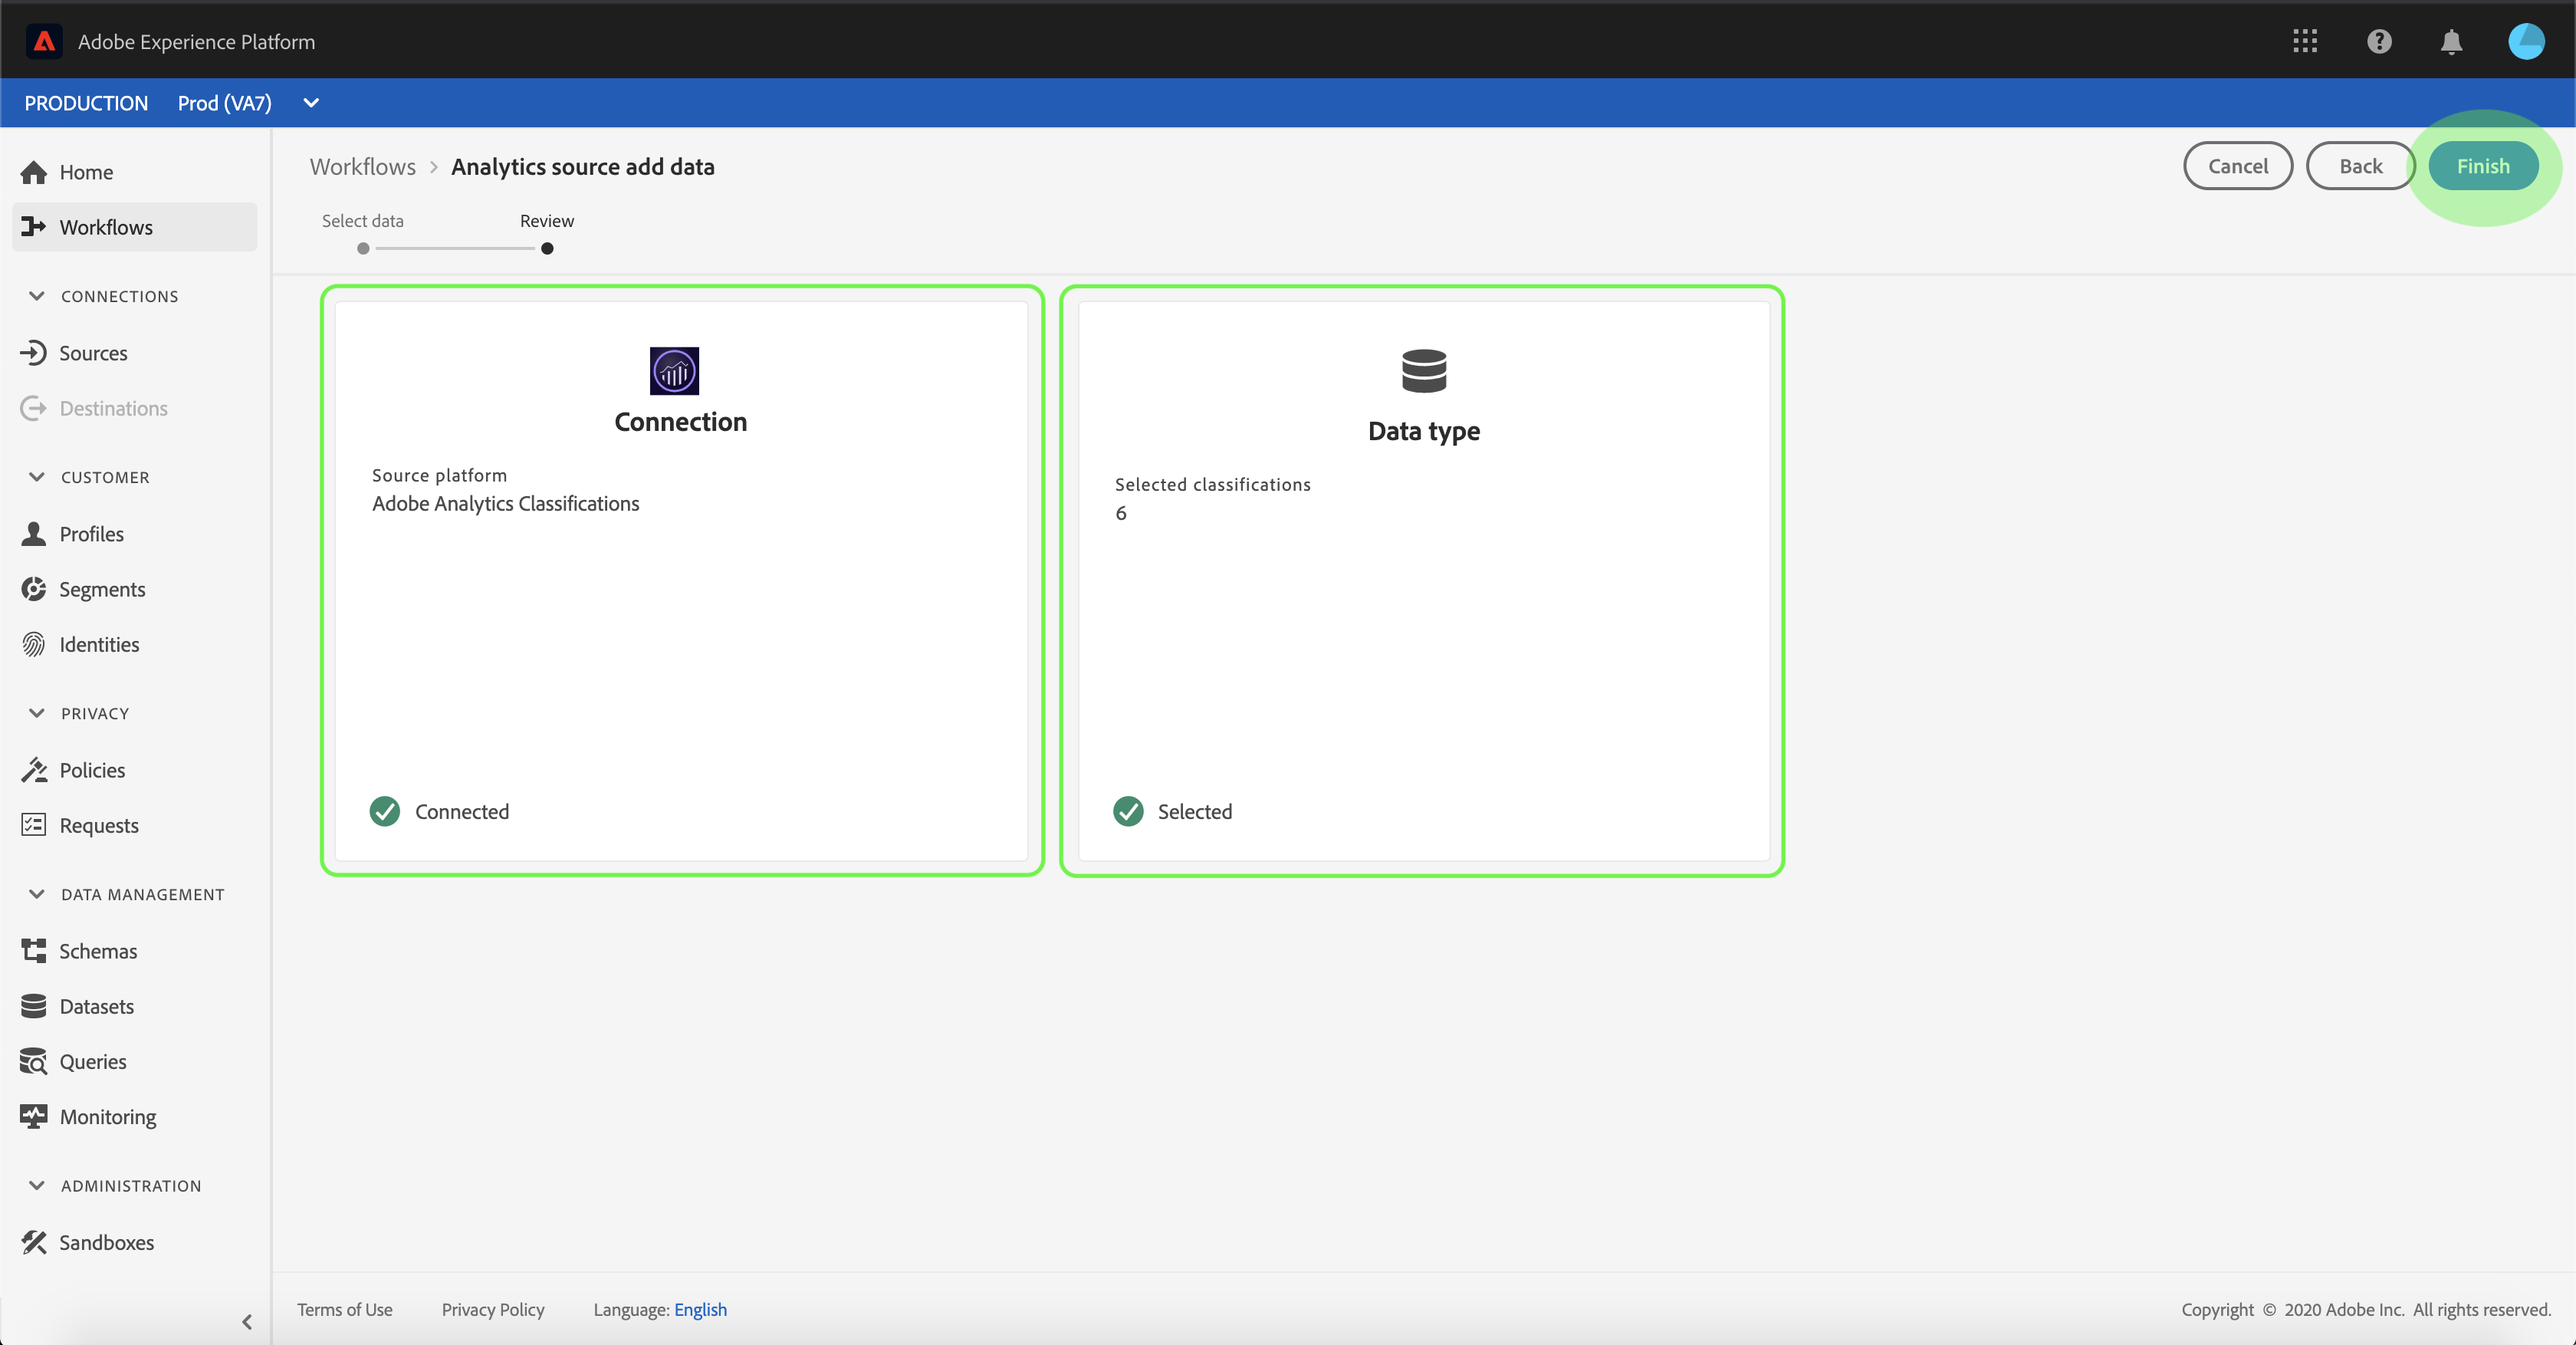 Adobe Experience Platform
PRODUCTION Prod (VA7)
Home
Workflows
CONNECTIONS
Sources
Destinations
CUSTOMER
Profiles
Segments
Identities
PRIVACY
Policies
Requests
DATA MANAGEMENT
Schemas
Datasets
Queries
Monitoring
ADMINISTRATION
Sandboxes
Workflows > Analytics source add data
Cancel
Back
Finish
Select data
Review
Connection
Source platform
Adobe Analytics Classifications
Connected
Data type
Selected classifications
6
Selected
Terms of Use
Privacy Policy
Language: English
Copyright © 2020 Adobe Inc. All rights reserved.